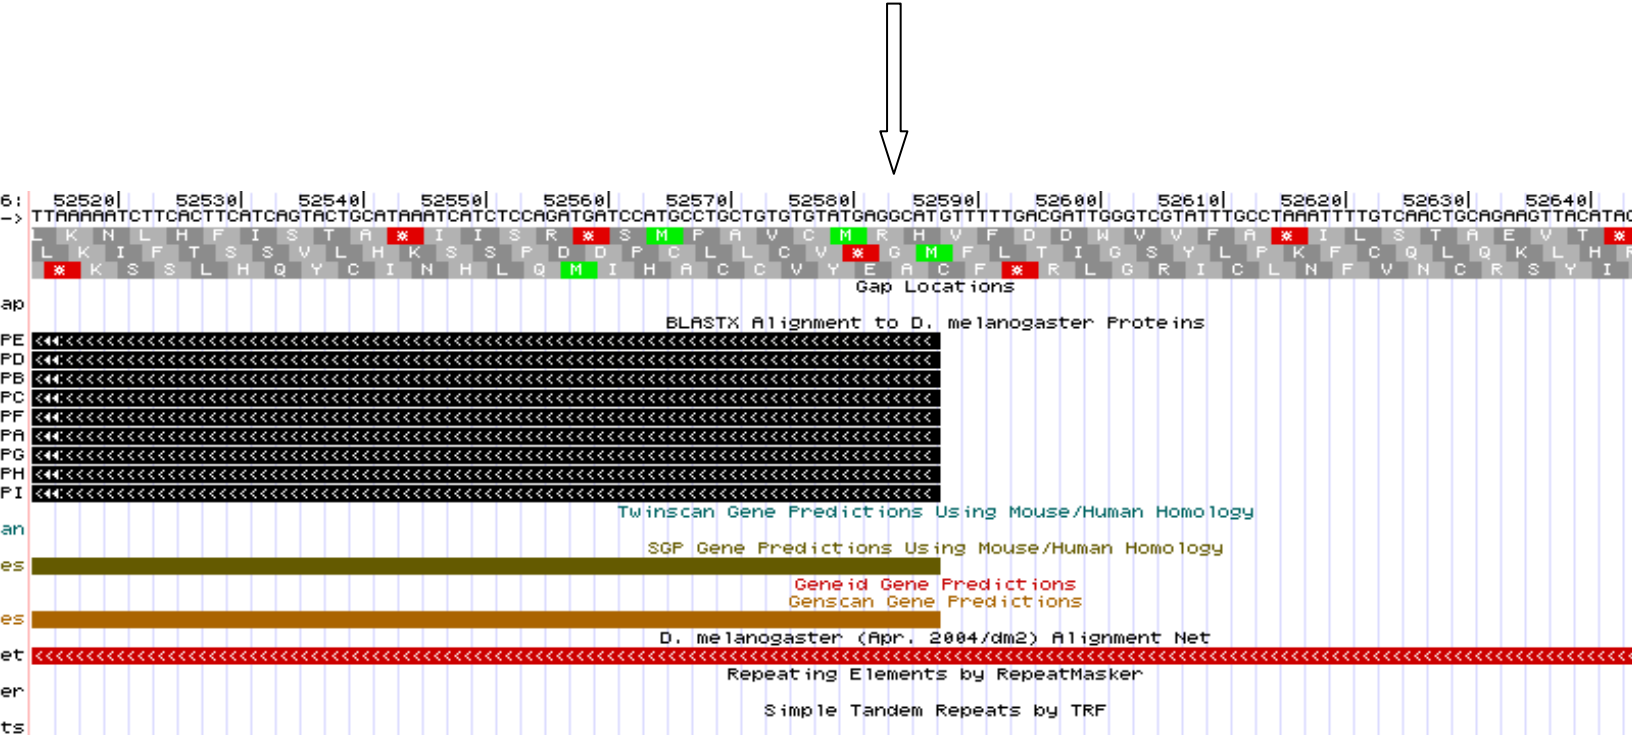 6: 52520| 52530| 52540| 52550| 52560| 52570| 52580| 52590| 52600| 52610| 52620| 52630| 52640|
-> TTAAAAATCTTCACTTCATCAGTACTGCATAAATCATCTCCAGATGATCCATGCCTGCTGTGTGTATGAGGCATGTTTTTGACGATTGGGTCGTATTTGCCTAAATTTTGTCAACTGCAGAAGTTACATAC
L K N L H F I S T A * I I S R * S M P A V C M R H V F D D W V V F A * I L S T A E V T *
L K I F T S S V L H K S S P D D P C L L C V * G M F L T I G S Y L P K F C Q L Q K L H R
* K S S L H Q Y C I N H L Q M I H A C C V Y E A C F * R L G R I C L N F V N C R S Y I
Gap Locations
ap
BLASTX Alignment to D. melanogaster Proteins
PE
PD
PB
PC
PF
PA
PG
PH
PI
Twinscan Gene Predictions Using Mouse/Human Homology
an
SGP Gene Predictions Using Mouse/Human Homology
es
Geneid Gene Predictions
Genscan Gene Predictions
es
D. melanogaster (Apr. 2004/dm2) Alignment Net
et
Repeating Elements by RepeatMasker
er
Simple Tandem Repeats by TRF
ts